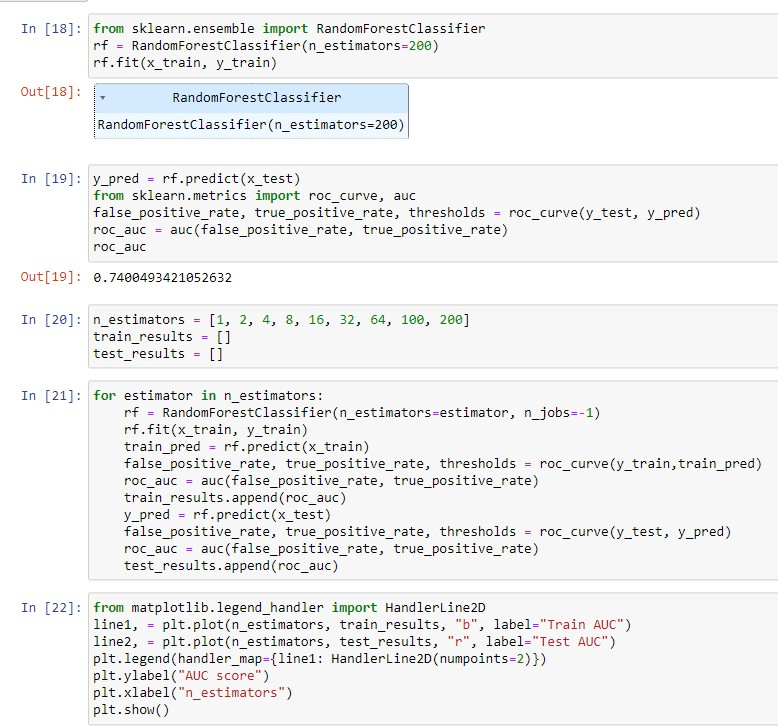 In [18]: from sklearn.ensemble import RandomForestClassifier
rf = RandomForestClassifier(n_estimators=200)
rf.fit(x_train, y_train)
Out[18]: ▾ RandomForestClassifier
RandomForestClassifier(n_estimators=200)
In [19]: y_pred = rf.predict(x_test)
from sklearn.metrics import roc_curve, auc
false_positive_rate, true_positive_rate, thresholds = roc_curve(y_test, y_pred)
roc_auc = auc(false_positive_rate, true_positive_rate)
roc_auc
Out[19]: 0.7400493421052632
In [20]: n_estimators = [1, 2, 4, 8, 16, 32, 64, 100, 200]
train_results = []
test_results = []
In [21]: for estimator in n_estimators:
    rf = RandomForestClassifier(n_estimators=estimator, n_jobs=-1)
    rf.fit(x_train, y_train)
    train_pred = rf.predict(x_train)
    false_positive_rate, true_positive_rate, thresholds = roc_curve(y_train,train_pred)
    roc_auc = auc(false_positive_rate, true_positive_rate)
    train_results.append(roc_auc)
    y_pred = rf.predict(x_test)
    false_positive_rate, true_positive_rate, thresholds = roc_curve(y_test, y_pred)
    roc_auc = auc(false_positive_rate, true_positive_rate)
    test_results.append(roc_auc)
In [22]: from matplotlib.legend_handler import HandlerLine2D
line1, = plt.plot(n_estimators, train_results, "b", label="Train AUC")
line2, = plt.plot(n_estimators, test_results, "r", label="Test AUC")
plt.legend(handler_map={line1: HandlerLine2D(numpoints=2)})
plt.ylabel("AUC score")
plt.xlabel("n_estimators")
plt.show()